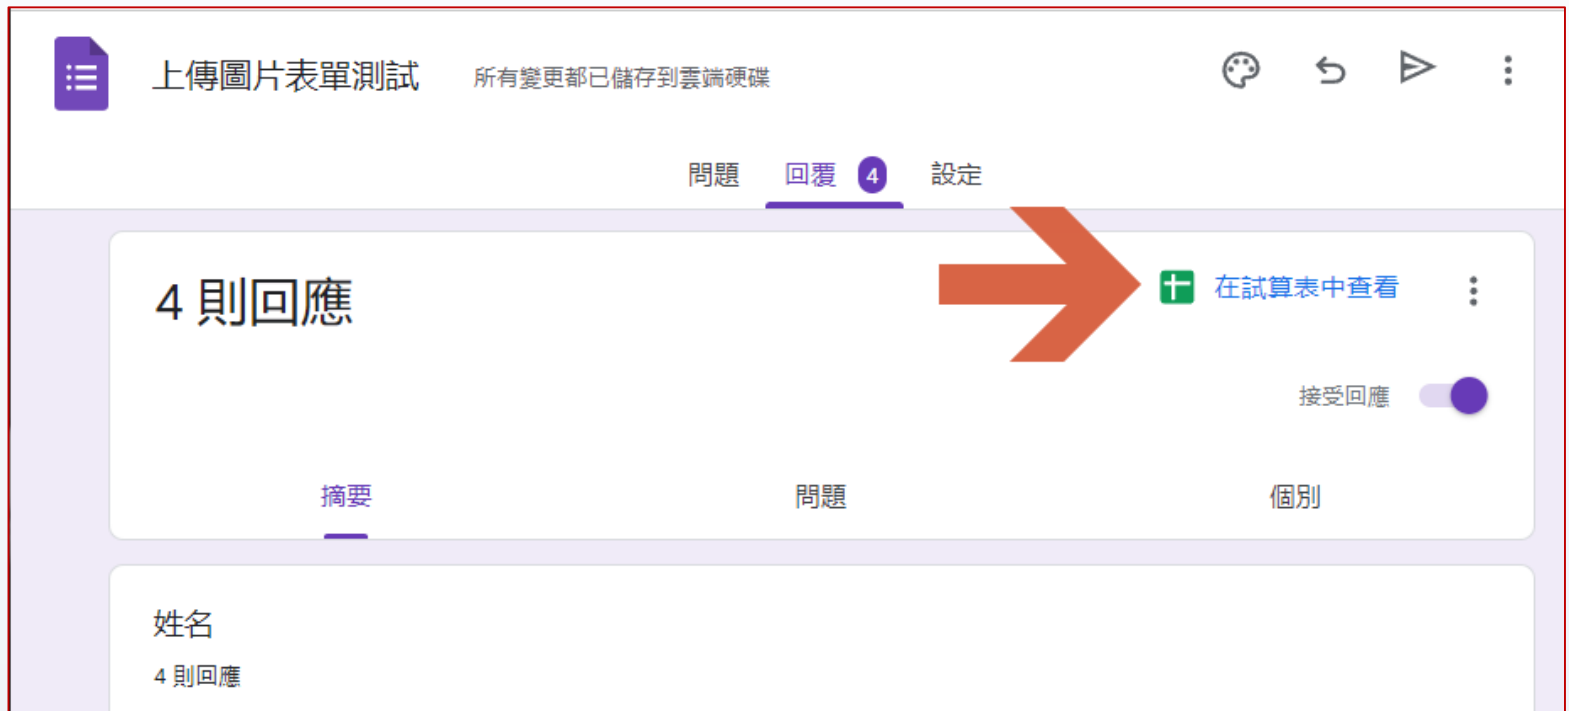 上傳圖片表單測試 所有變更都已儲存到雲端硬碟
問題 回覆 4 設定
4 則回應
在試算表中查看
接受回應
摘要 問題 個別
姓名
4 則回應